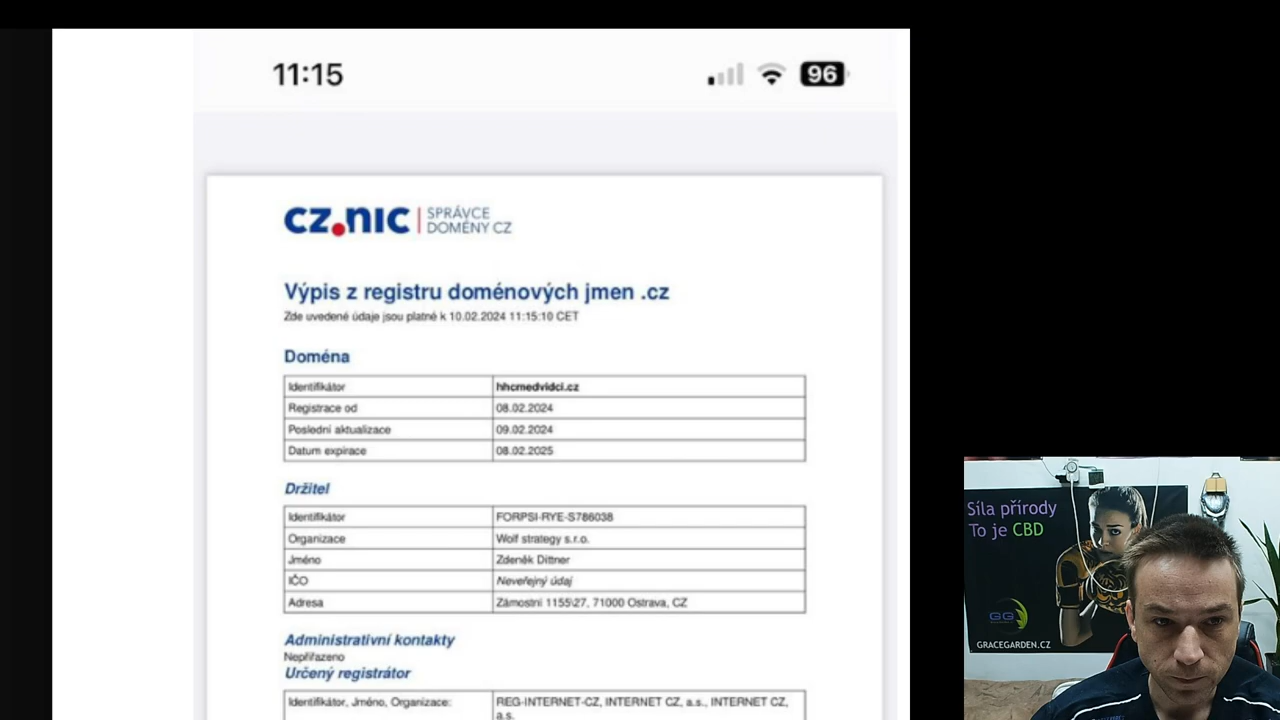 11:15
96
CZ.NIC | SPRÁVCE
DOMÉNY CZ
Výpis z registru doménových jmen .cz
Zde uvedené údaje jsou platné k 10.02.2024 11:15:10 CET
Doména
Identifikátor hhcmedvidci.cz
Registrace od 08.02.2024
Poslední aktualizace 09.02.2024
Datum expirace 08.02.2025
Držitel
Identifikátor FORPSI-RYE-S786038
Organizace Wolf strategy s.r.o.
Jméno Zdeněk Dittner
IČO Neveřejný údaj
Adresa Zámostní 1155\27, 71000 Ostrava, CZ
Administrativní kontakty
Nepřiřazeno
Určený registrátor
Identifikátor, Jméno, Organizace: REG-INTERNET-CZ, INTERNET CZ, a.s., INTERNET CZ,
a.s.
Síla přírody
To je CBD
GG
GRACEGARDEN.CZ